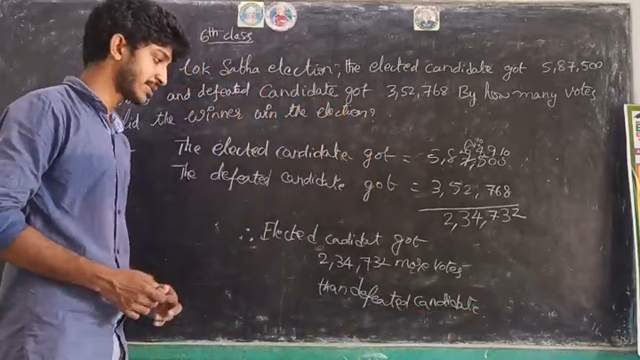 6th class
Lok Sabha election, the elected candidate got 5,87,500
and defeated candidate got 3,52,768 By how many votes
did the winner win the election?
The elected candidate got = 5,87,500
The defeated candidate got = 3,52,768
2,34,732
∴ Elected cadidat got
2,34,732 more votes
than defeated candidate